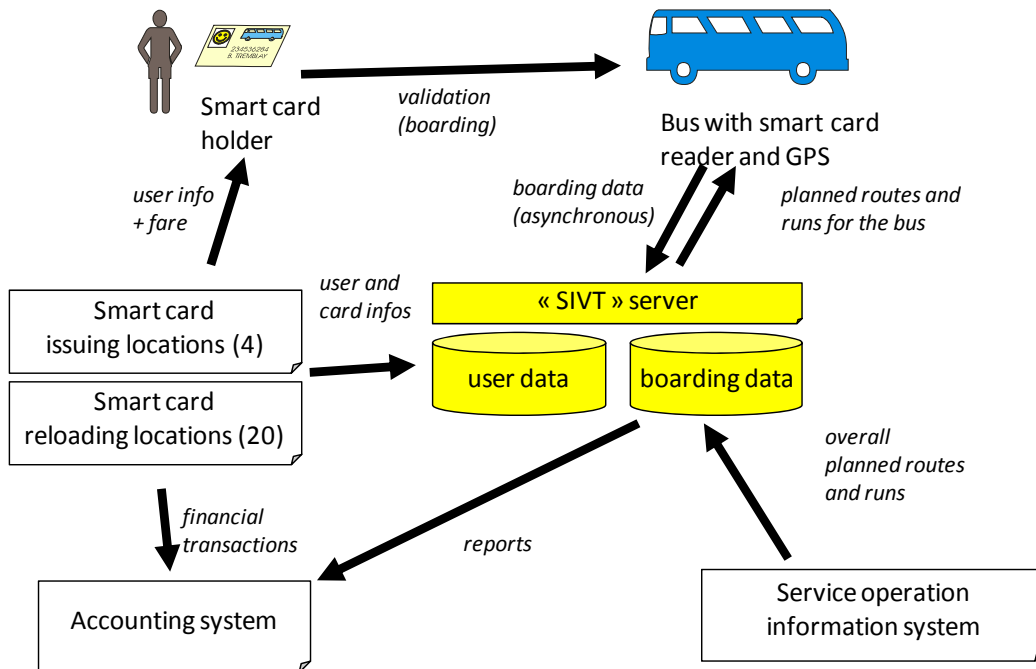 234536284
B. TREMBLAY
Smart card
holder
validation
(boarding)
Bus with smart card
reader and GPS
user info
+ fare
boarding data
(asynchronous)
planned routes and
runs for the bus
Smart card
issuing locations (4)
user and
card infos
« SIVT » server
Smart card
reloading locations (20)
user data
boarding data
overall
planned routes
and runs
financial
transactions
reports
Accounting system
Service operation
information system